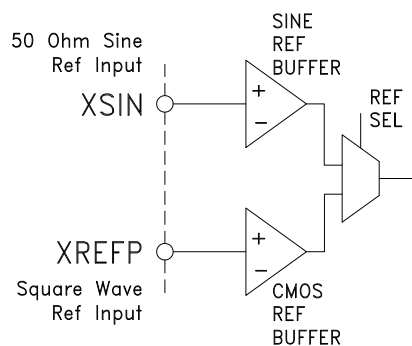 50 Ohm Sine
Ref Input
XSIN
SINE
REF
BUFFER
+
−
REF
SEL
XREFP
Square Wave
Ref Input
+
−
CMOS
REF
BUFFER